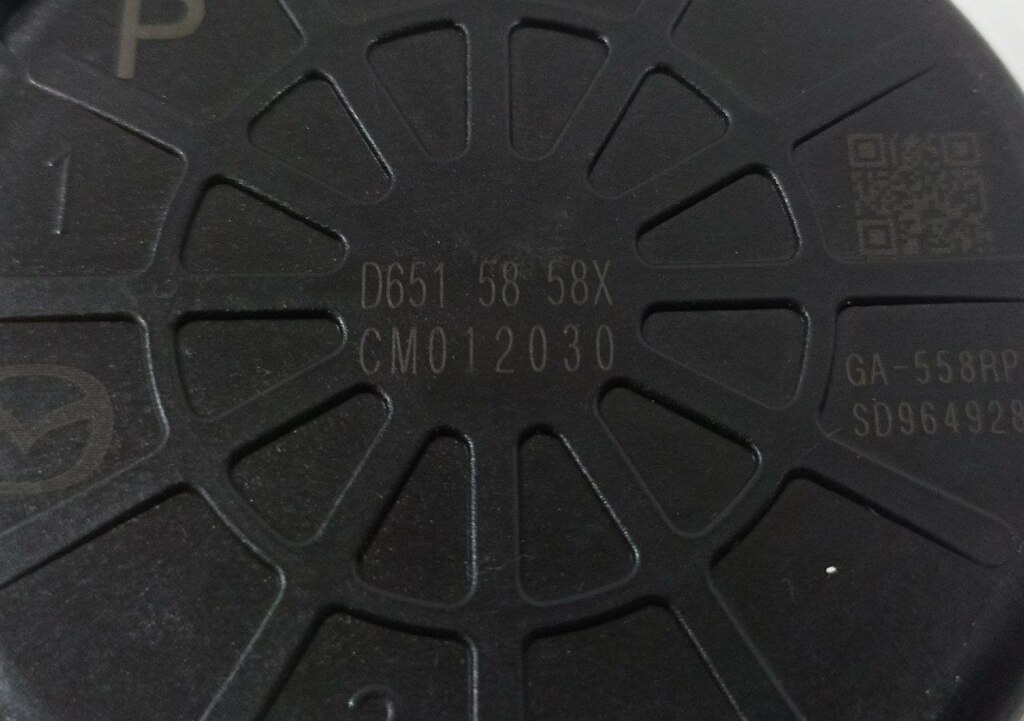 P
1
D651 58 58X
CM012030
GA-558RP
SD964928